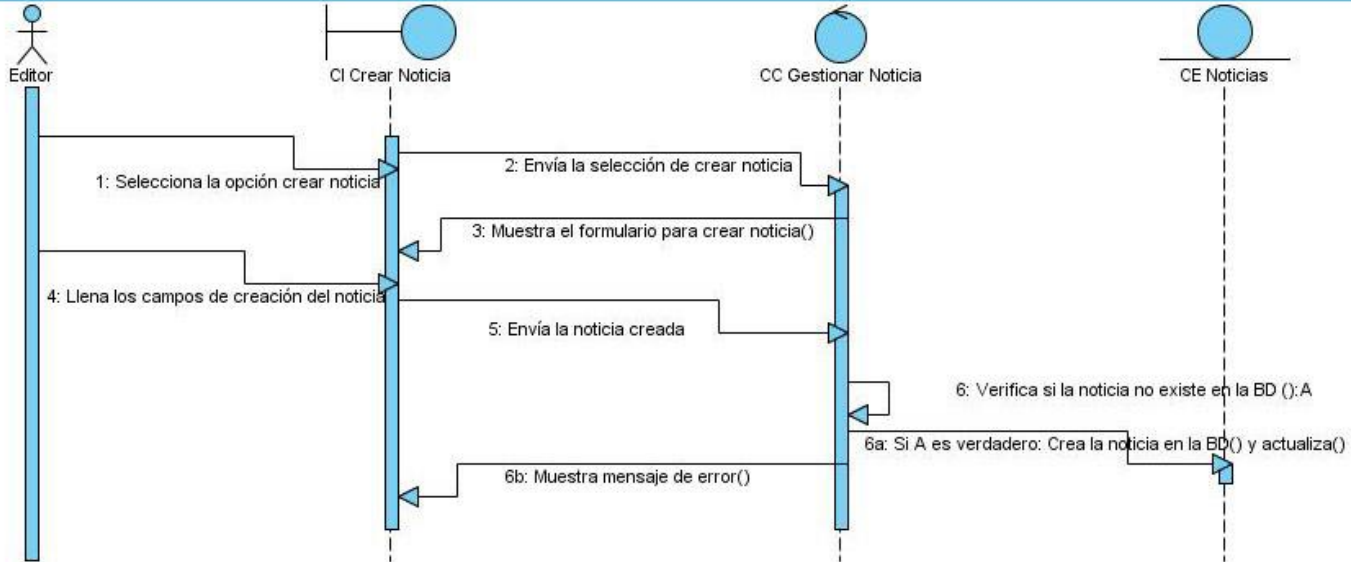 Editor
CI Crear Noticia
CC Gestionar Noticia
CE Noticias
1: Selecciona la opción crear noticia
2: Envía la selección de crear noticia
3: Muestra el formulario para crear noticia()
4: Llena los campos de creación del noticia
5: Envía la noticia creada
6: Verifica si la noticia no existe en la BD ():A
6a: Si A es verdadero: Crea la noticia en la BD() y actualiza()
6b: Muestra mensaje de error()